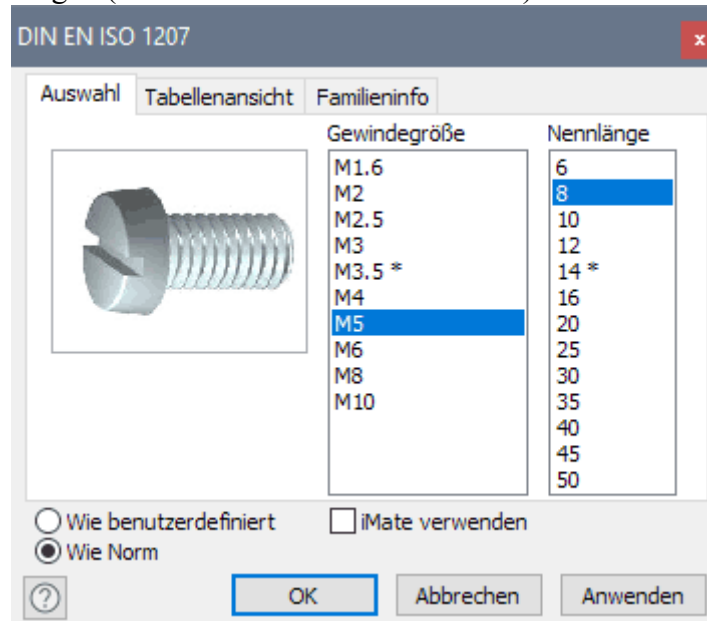 DIN EN ISO 1207
x
Auswahl Tabellenansicht Familieninfo
Gewindegröße Nennlänge
M1.6 6
M2 8
M2.5 10
M3 12
M3.5 * 14 *
M4 16
M5 20
M6 25
M8 30
M10 35
40
45
50
Wie benutzerdefiniert iMate verwenden
Wie Norm
? OK Abbrechen Anwenden